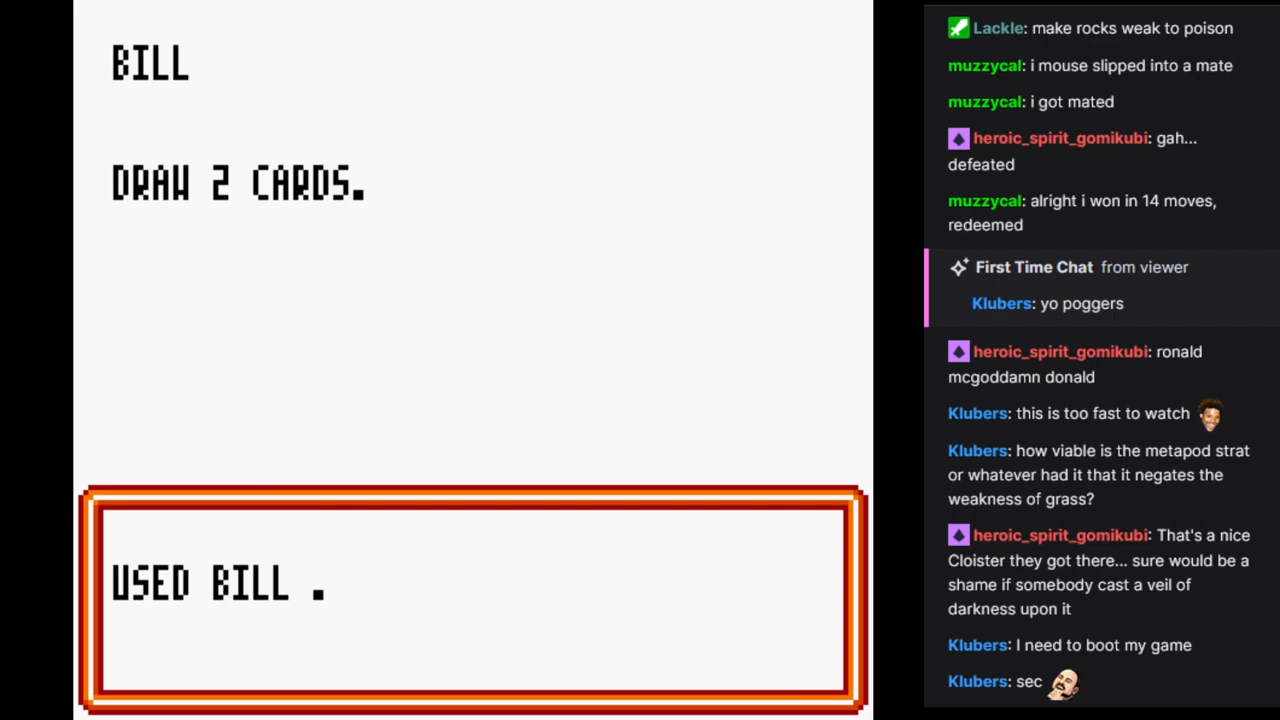 BILL
DRAW 2 CARDS.
USED BILL .
Lackle: make rocks weak to poison
muzzycal: i mouse slipped into a mate
muzzycal: i got mated
heroic_spirit_gomikubi: gah...
defeated
muzzycal: alright i won in 14 moves,
redeemed
First Time Chat from viewer
Klubers: yo poggers
heroic_spirit_gomikubi: ronald
mcgoddamn donald
Klubers: this is too fast to watch
Klubers: how viable is the metapod strat
or whatever had it that it negates the
weakness of grass?
heroic_spirit_gomikubi: That's a nice
Cloister they got there... sure would be a
shame if somebody cast a veil of
darkness upon it
Klubers: I need to boot my game
Klubers: sec